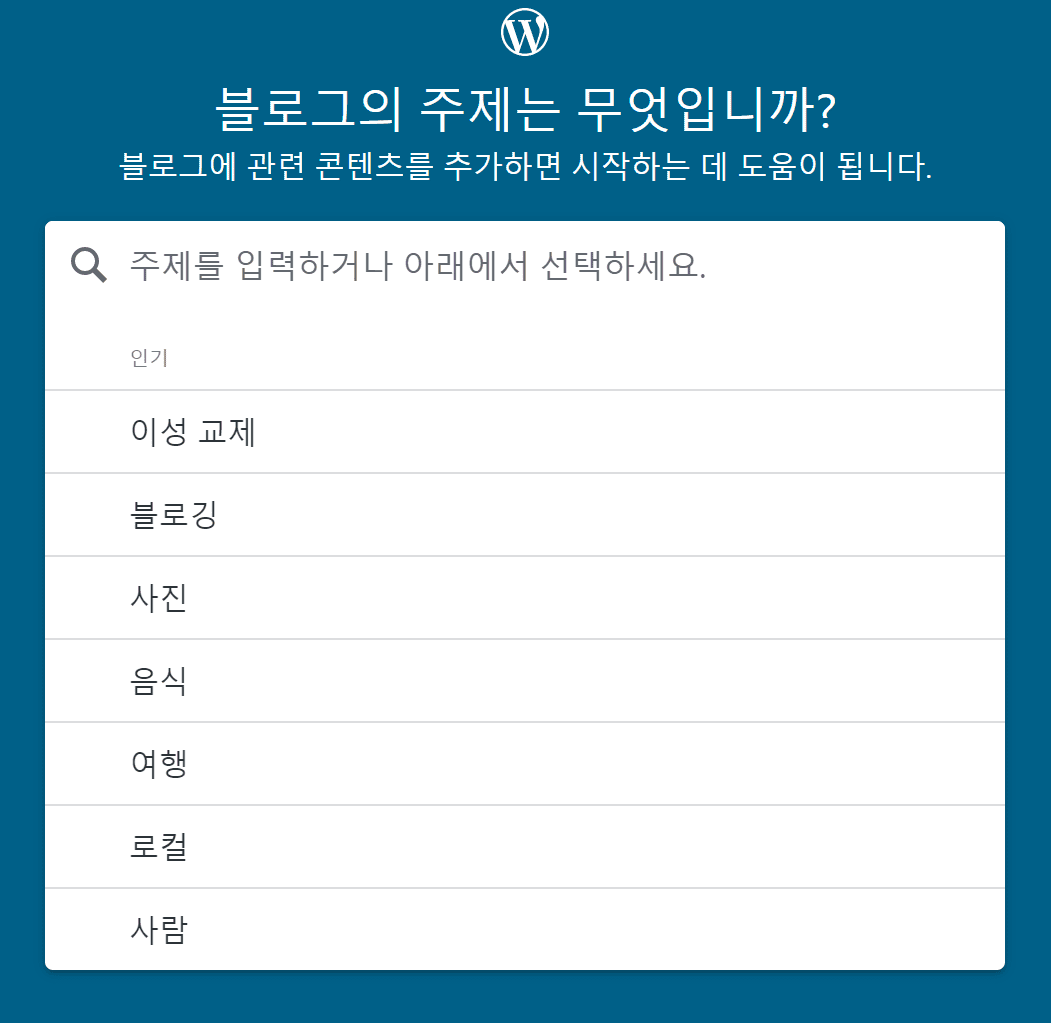 블로그의 주제는 무엇입니까?
블로그에 관련 콘텐츠를 추가하면 시작하는 데 도움이 됩니다.
주제를 입력하거나 아래에서 선택하세요.
인기
이성 교제
블로깅
사진
음식
여행
로컬
사람